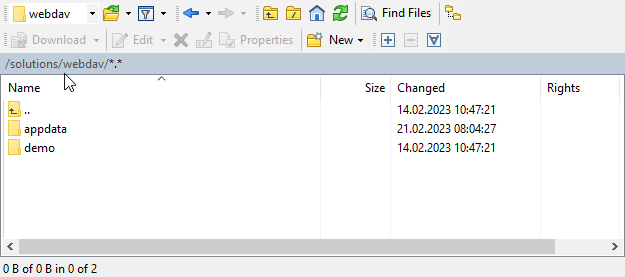 webdav Find Files
Download Edit Properties New
/solutions/webdav/*.*
Name Size Changed Rights
.. 14.02.2023 10:47:21
appdata 21.02.2023 08:04:27
demo 14.02.2023 10:47:21
0 B of 0 B in 0 of 2